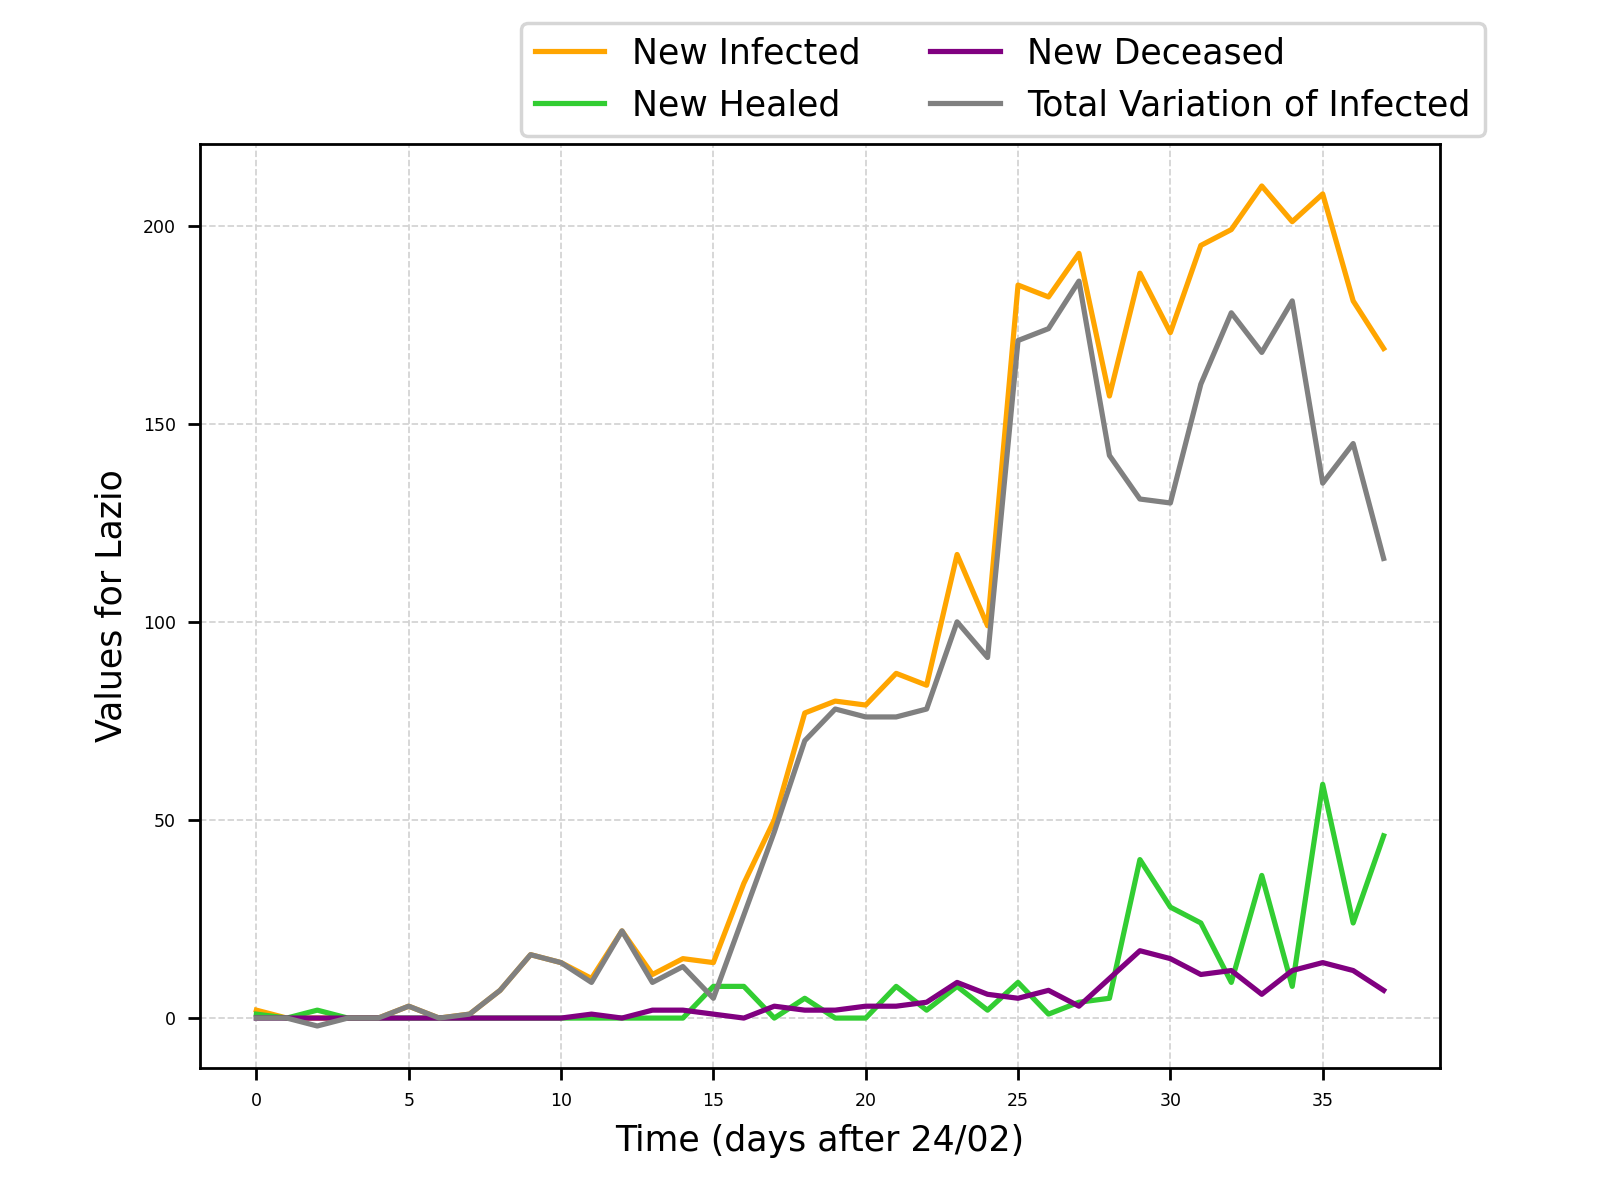 New Infected
New Healed
New Deceased
Total Variation of Infected
Values for Lazio
200
150
100
50
0
0 5 10 15 20 25 30 35
Time (days after 24/02)